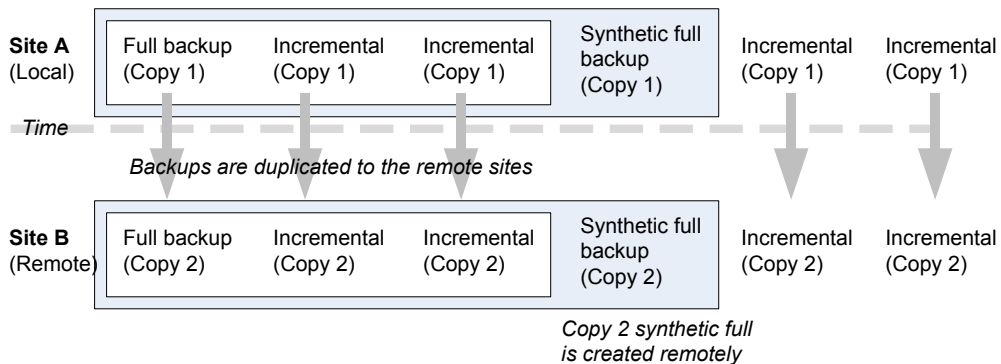 Site A
(Local)
Full backup
(Copy 1)
Incremental
(Copy 1)
Incremental
(Copy 1)
Synthetic full
backup
(Copy 1)
Incremental
(Copy 1)
Incremental
(Copy 1)
Time
Backups are duplicated to the remote sites
Site B
(Remote)
Full backup
(Copy 2)
Incremental
(Copy 2)
Incremental
(Copy 2)
Synthetic full
backup
(Copy 2)
Incremental
(Copy 2)
Incremental
(Copy 2)
Copy 2 synthetic full
is created remotely